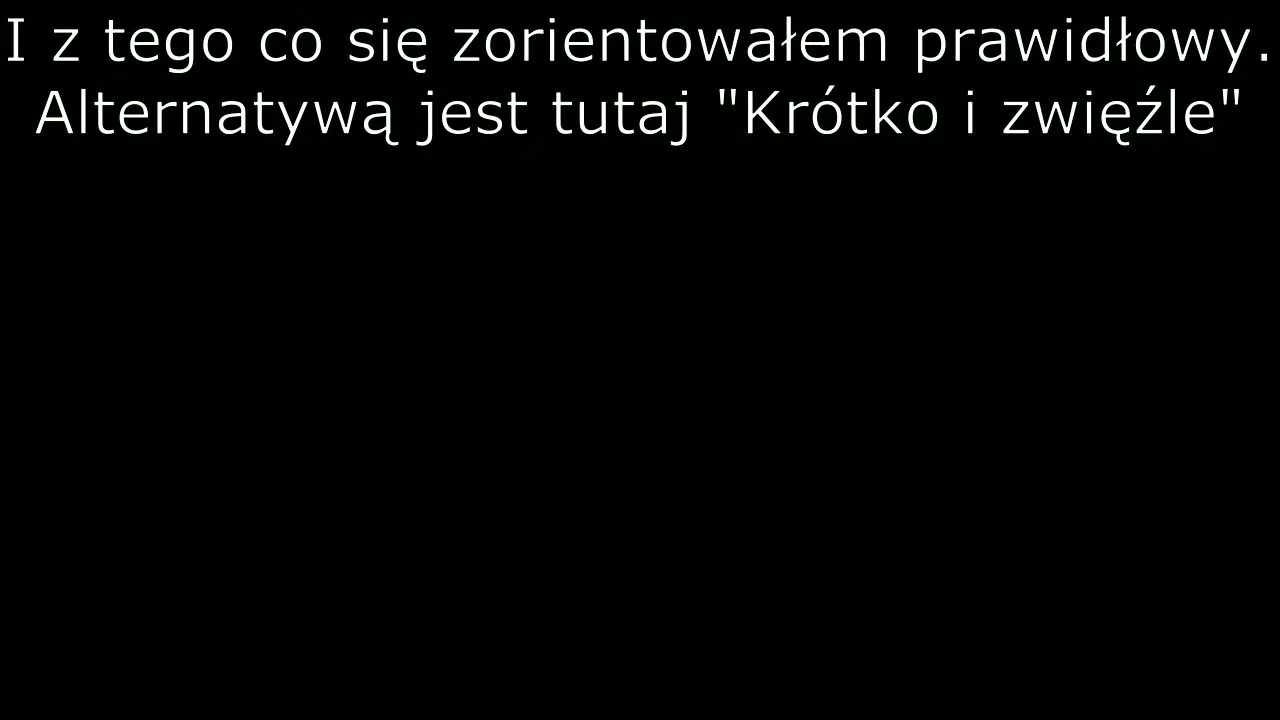 I z tego co się zorientowałem prawidłowy.
Alternatywą jest tutaj "Krótko i zwięźle"